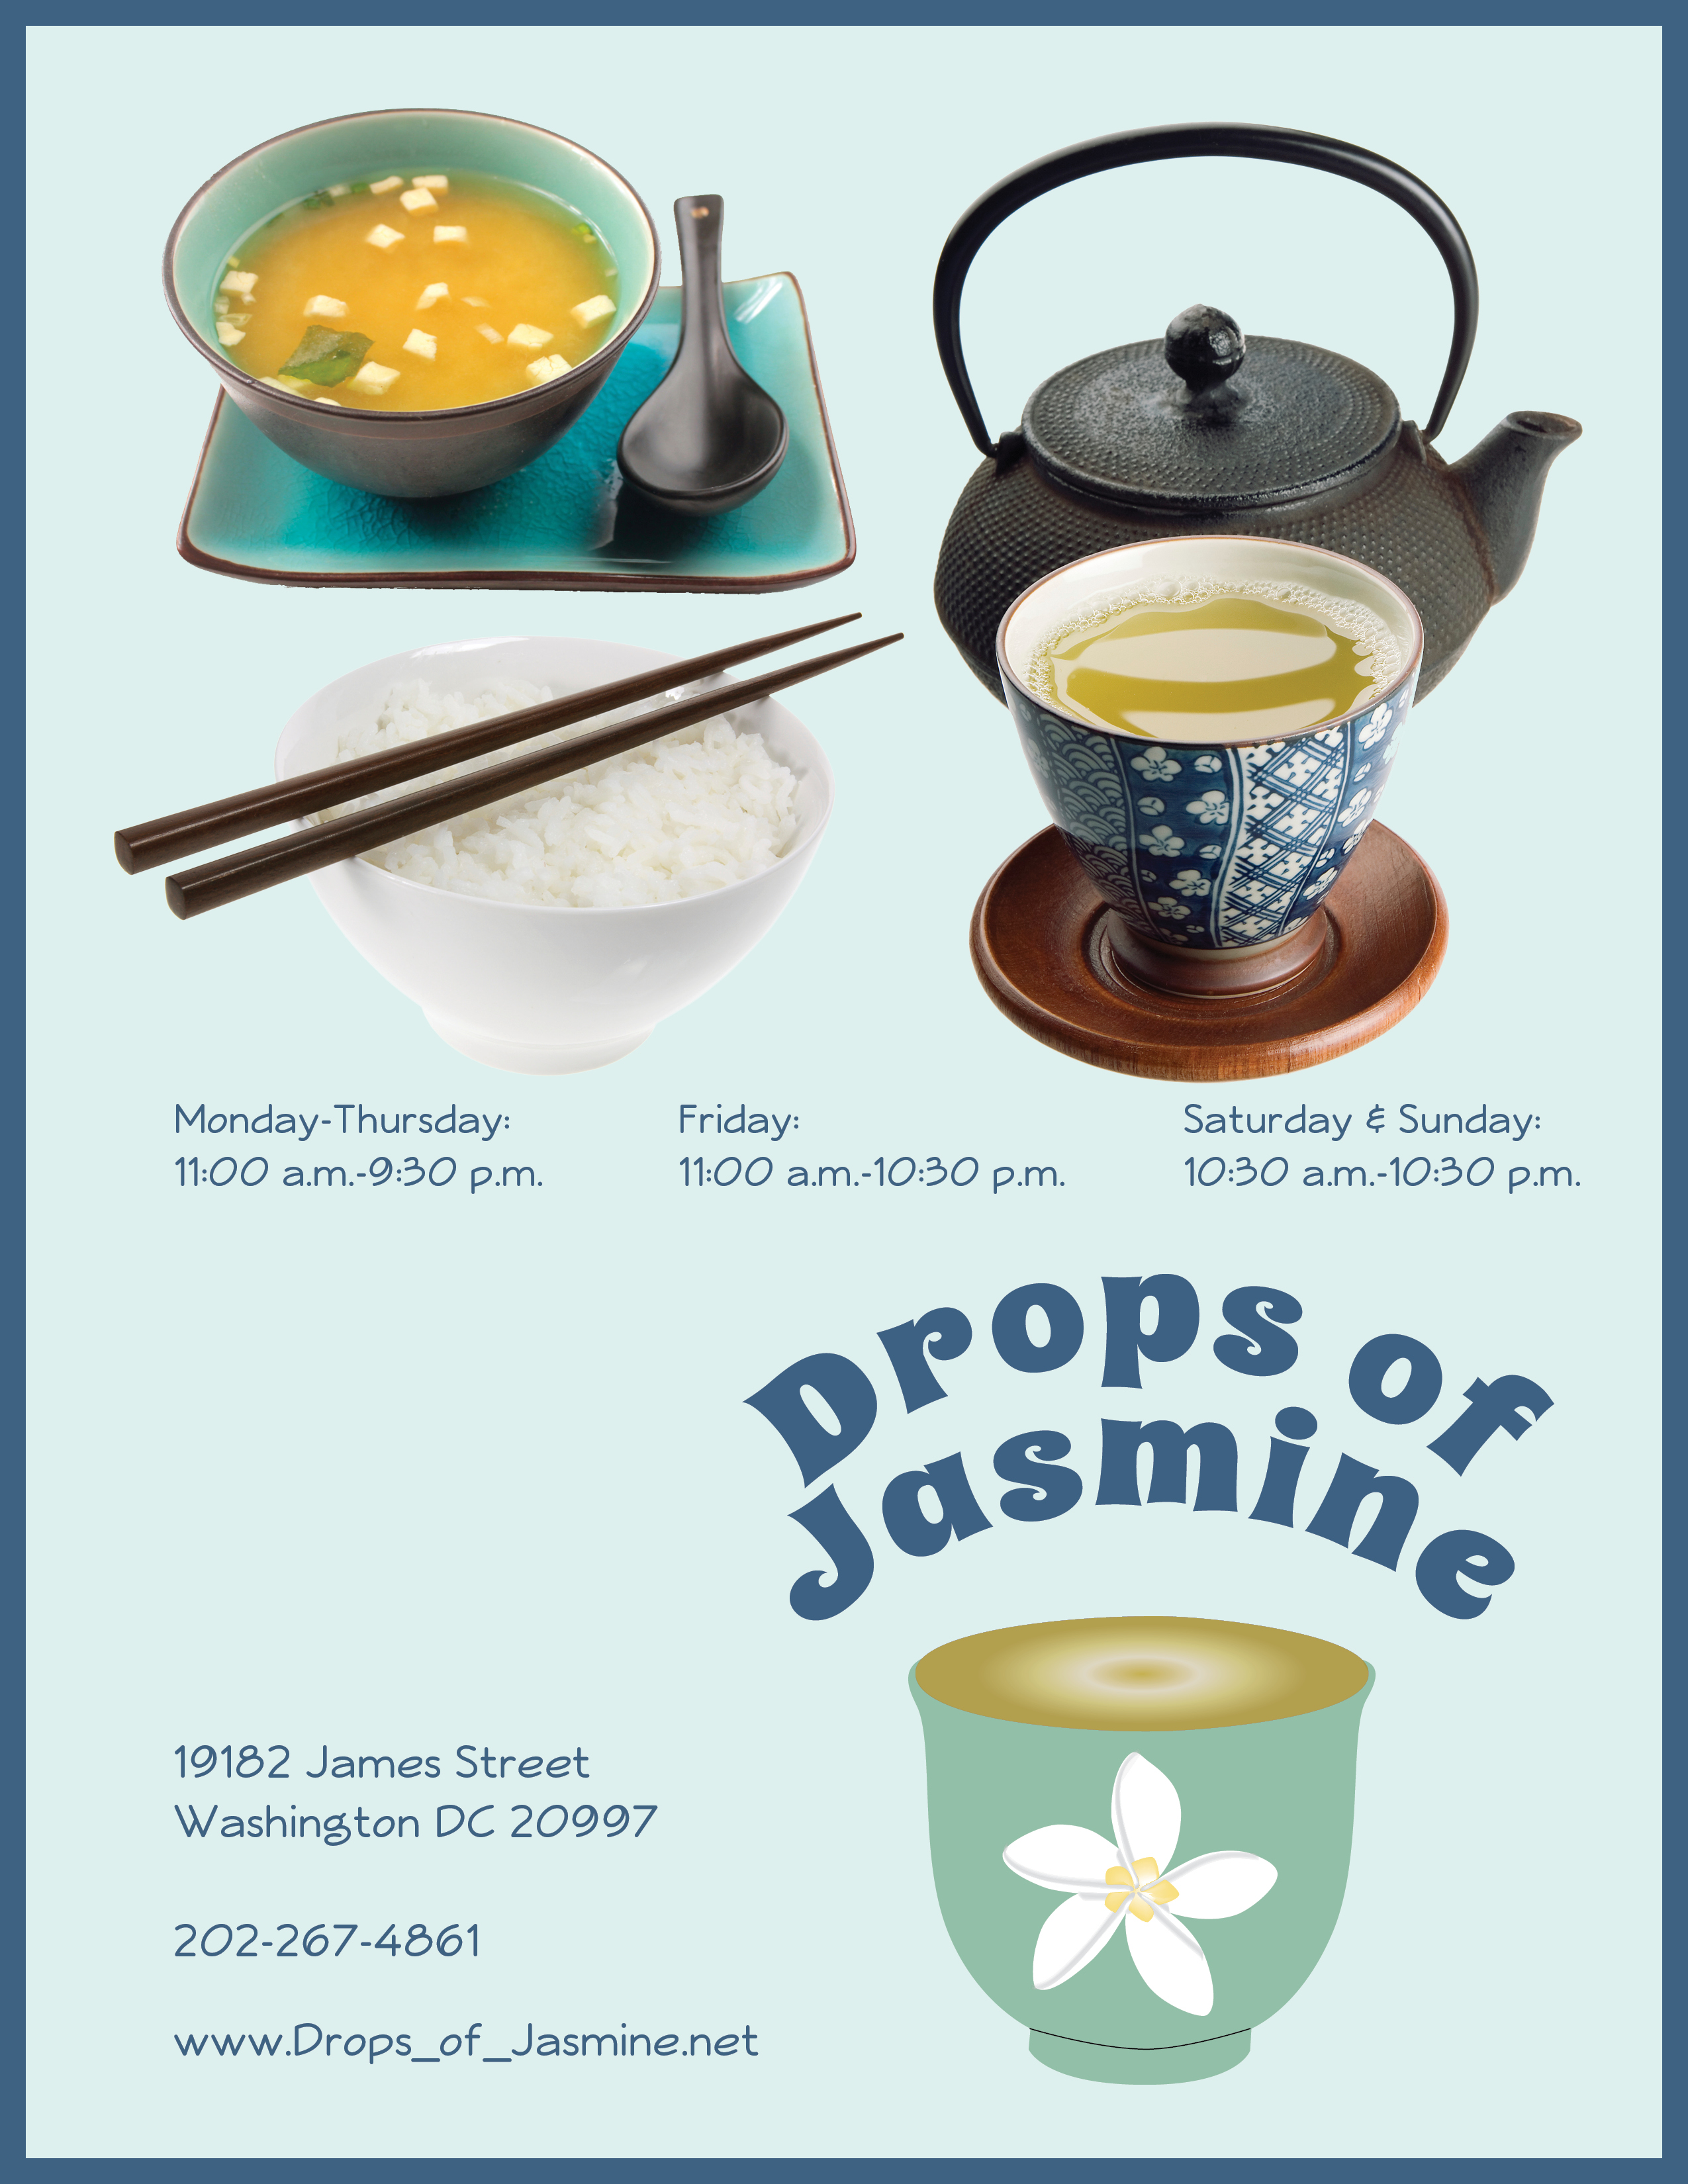 Monday-Thursday:
11:00 a.m.-9:30 p.m.
Friday:
11:00 a.m.-10:30 p.m.
Saturday & Sunday:
10:30 a.m.-10:30 p.m.
Drops of
Jasmine
19182 James Street
Washington DC 20997
202-267-4861
www.Drops_of_Jasmine.net